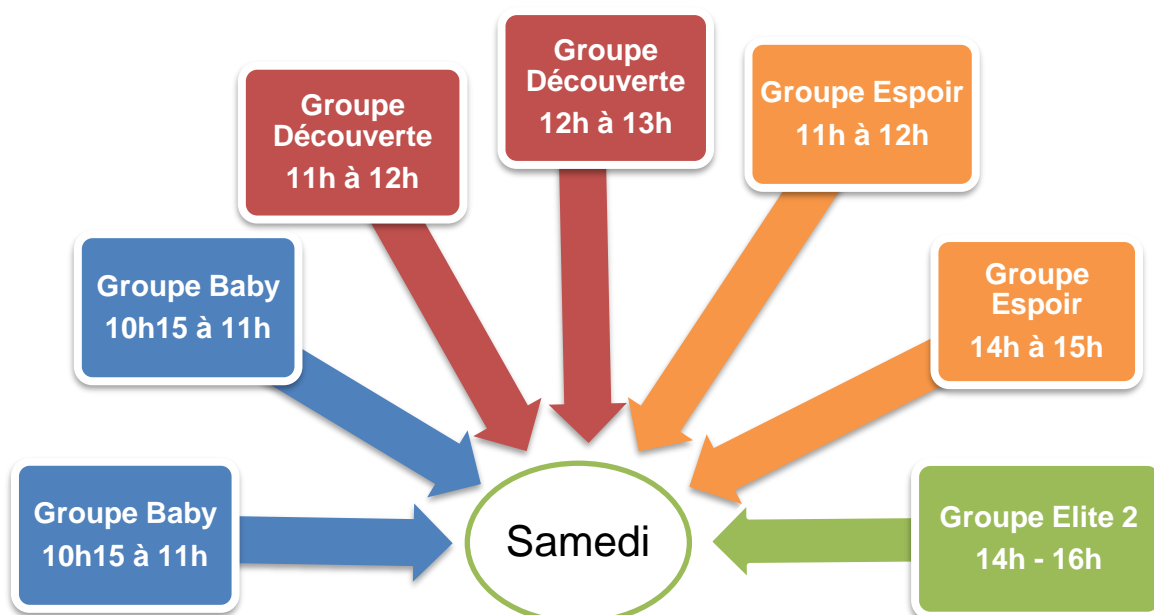 Groupe Baby
10h15 à 11h
Groupe Baby
10h15 à 11h
Groupe
Découverte
11h à 12h
Groupe
Découverte
12h à 13h
Groupe Espoir
11h à 12h
Groupe
Espoir
14h à 15h
Groupe Elite 2
14h - 16h
Samedi